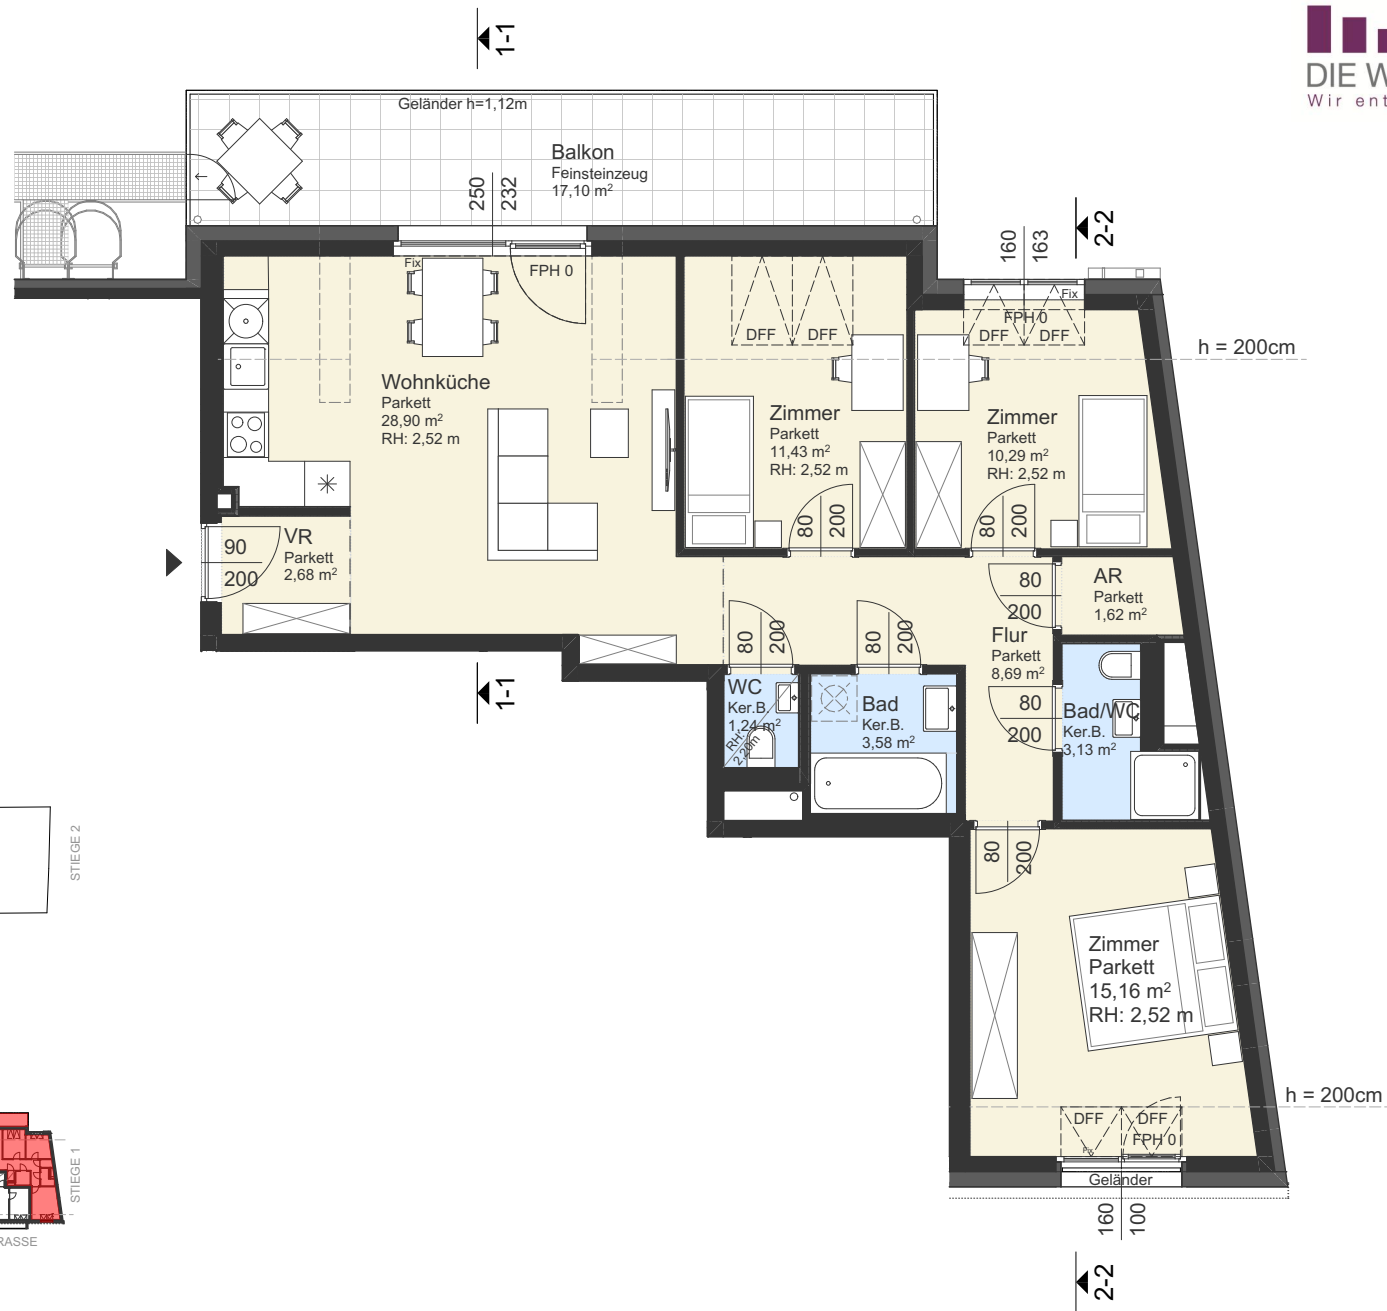 1-1
DIE W
Wir ent
Geländer h=1,12m
Balkon
Feinsteinzeug
17,10 m²
250
232
160
163
2-2
Fix
FPH 0
DFF
DFF
Fix
FPH 0
DFF
DFF
h = 200cm
Wohnküche
Parkett
28,90 m²
RH: 2,52 m
Zimmer
Parkett
11,43 m²
RH: 2,52 m
Zimmer
Parkett
10,29 m²
RH: 2,52 m
80
200
80
200
VR
Parkett
2,68 m²
90
200
80
200
AR
Parkett
1,62 m²
Flur
Parkett
8,69 m²
80
200
80
200
1-1
WC
Ker.B.
1,24 m²
RH:
2,20m
Bad
Ker.B.
3,58 m²
80
200
Bad/WC
Ker.B.
3,13 m²
80
200
STIEGE 2
Zimmer
Parkett
15,16 m²
RH: 2,52 m
h = 200cm
DFF
DFF
FPH 0
Fix
Geländer
160
100
STIEGE 1
RASSE
2-2